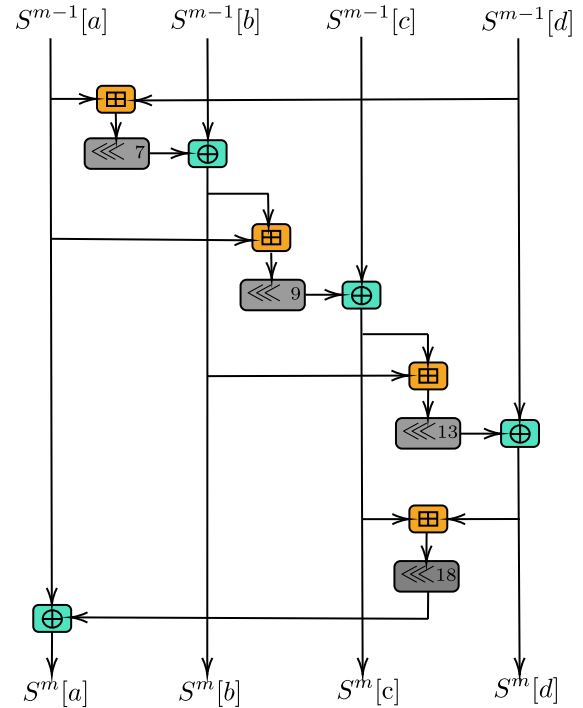 S^{m-1}[a] S^{m-1}[b] S^{m-1}[c] S^{m-1}[d]
⊞
⋘ 7 ⊕
⊞
⋘ 9 ⊕
⊞
⋘ 13 ⊕
⊞
⋘ 18
⊕
S^m[a] S^m[b] S^m[c] S^m[d]